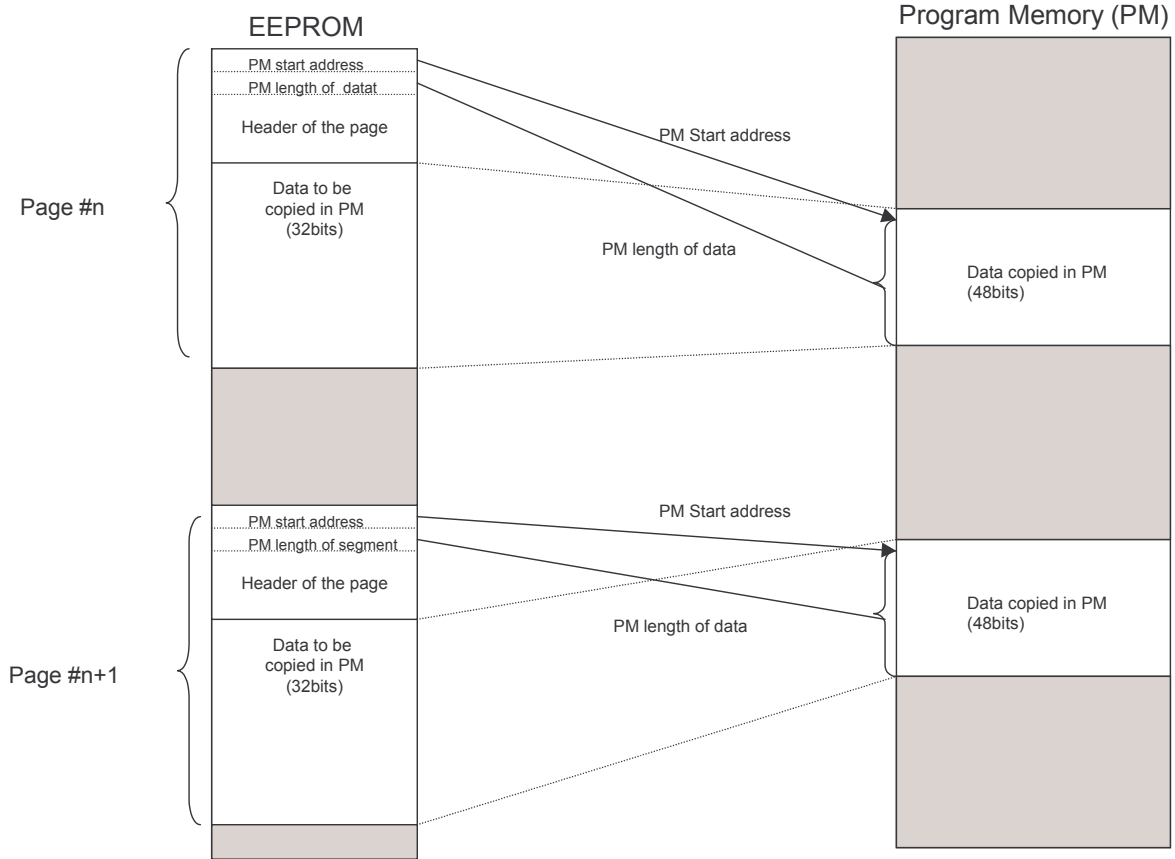 EEPROM
Program Memory (PM)
PM start address
PM length of datat
Header of the page
Data to be
copied in PM
(32bits)
Page #n
PM Start address
PM length of data
Data copied in PM
(48bits)
PM start address
PM length of segment
Header of the page
Data to be
copied in PM
(32bits)
Page #n+1
PM Start address
PM length of data
Data copied in PM
(48bits)